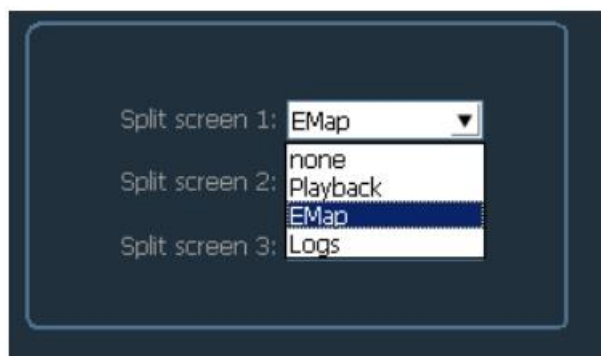 Split screen 1: EMap
none
Split screen 2: Playback
EMap
Split screen 3: Logs